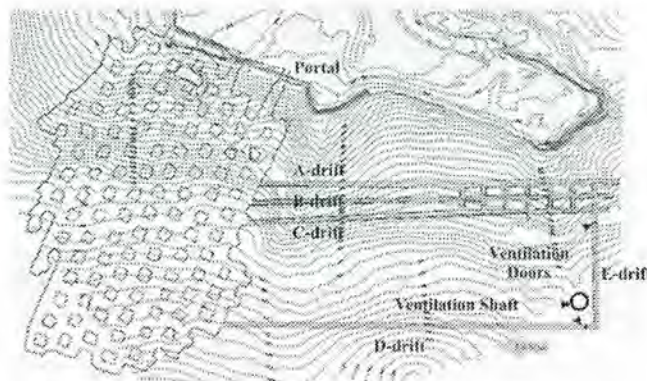 Portal
A-drift
B-drift
C-drift
Ventilation
Doors
E-drift
Ventilation Shaft
D-drift